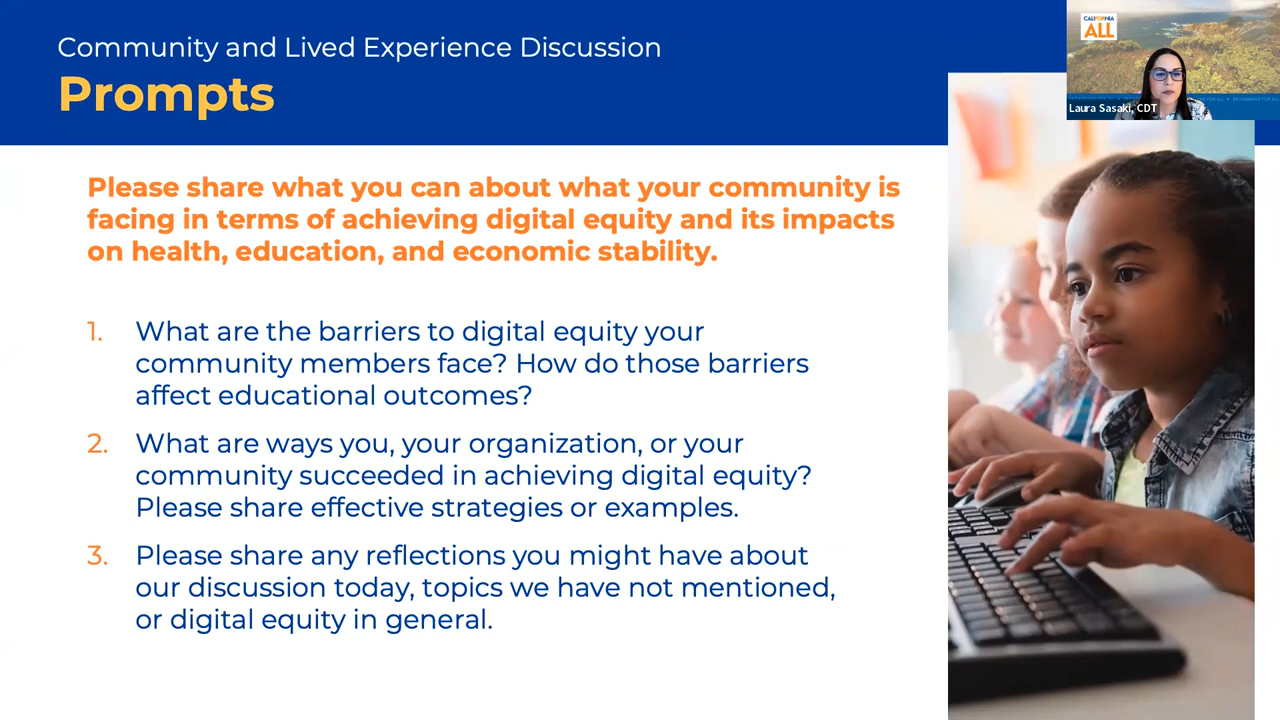 Community and Lived Experience Discussion
Prompts
CALIFORNIA
ALL
Laura Sasaki, CDT
Please share what you can about what your community is
facing in terms of achieving digital equity and its impacts
on health, education, and economic stability.
1. What are the barriers to digital equity your
community members face? How do those barriers
affect educational outcomes?
2. What are ways you, your organization, or your
community succeeded in achieving digital equity?
Please share effective strategies or examples.
3. Please share any reflections you might have about
our discussion today, topics we have not mentioned,
or digital equity in general.